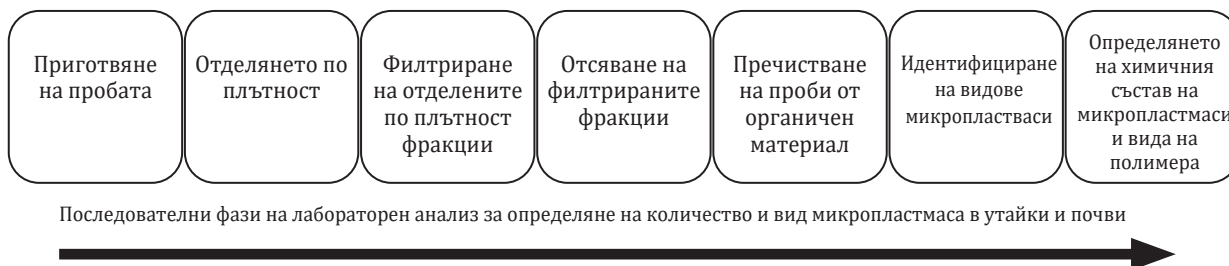 Приготвяне
на пробата
Отделянето по
плътност
Филтриране
на отделените
по плътност
фракции
Отсяване на
филтрираните
фракции
Пречистване
на проби от
органичен
материал
Идентифициране
на видове
микропластваси
Определянето
на химичния
състав на
микропластмаси
и вида на
полимера
Последователни фази на лабораторен анализ за определяне на количество и вид микропластмаса в утайки и почви